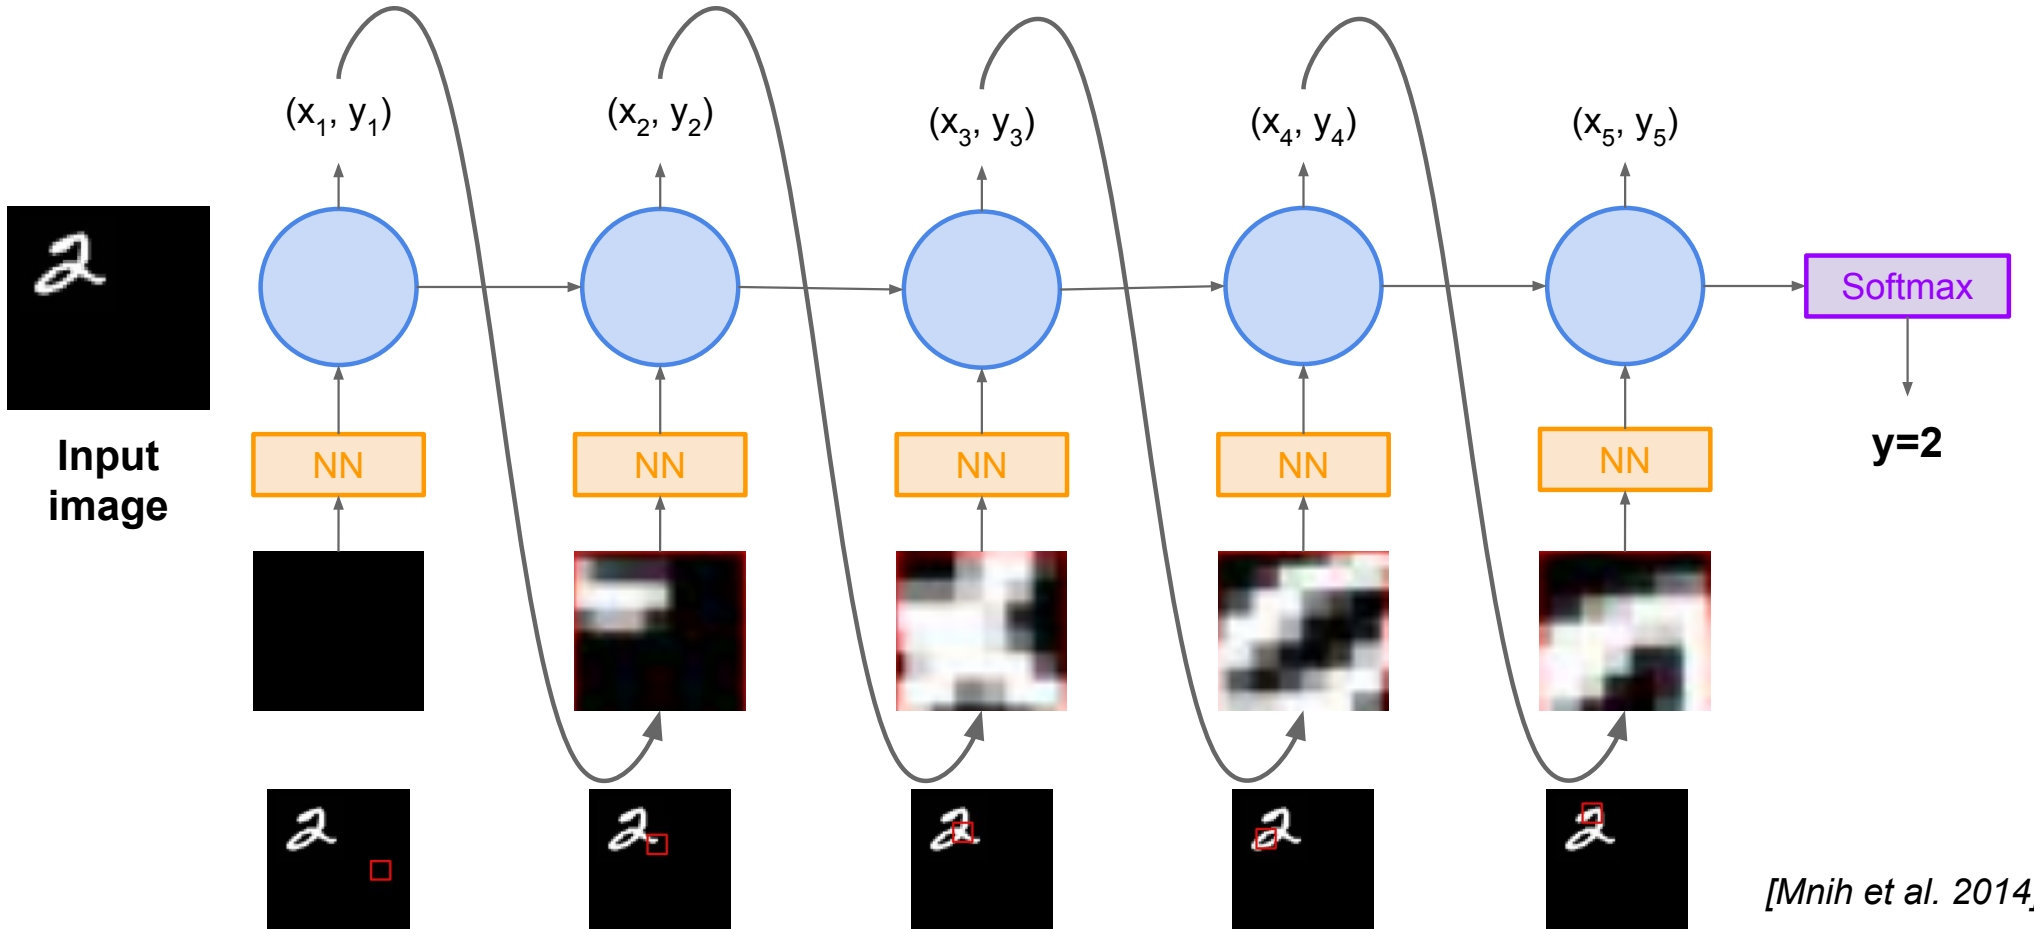 (x1, y1)
(x2, y2)
(x3, y3)
(x4, y4)
(x5, y5)
Softmax
Input
image
NN
NN
NN
NN
NN
y=2
[Mnih et al. 2014]